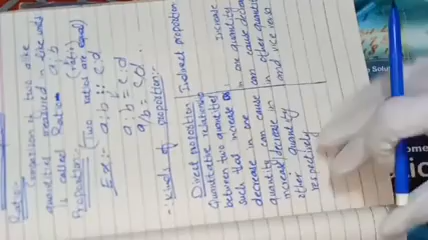 Ratio:-
Comparison of two alike
quantities measured in like units
is called Ratio. a:b
Proportion:-
(Two ratios are equal)
Ex:- a:b :: c:d
a:b = c:d
a/b = c/d
:- Kinds of proportion:-
Direct proportion
Quantitative relationship
between two quantities
such that increase or
decrease in one
quantity can cause
increase/decrease in
other quantity
respectively
Indirect proportion
Increase
in one quantity
can cause decrease
in other quantity
and vice versa